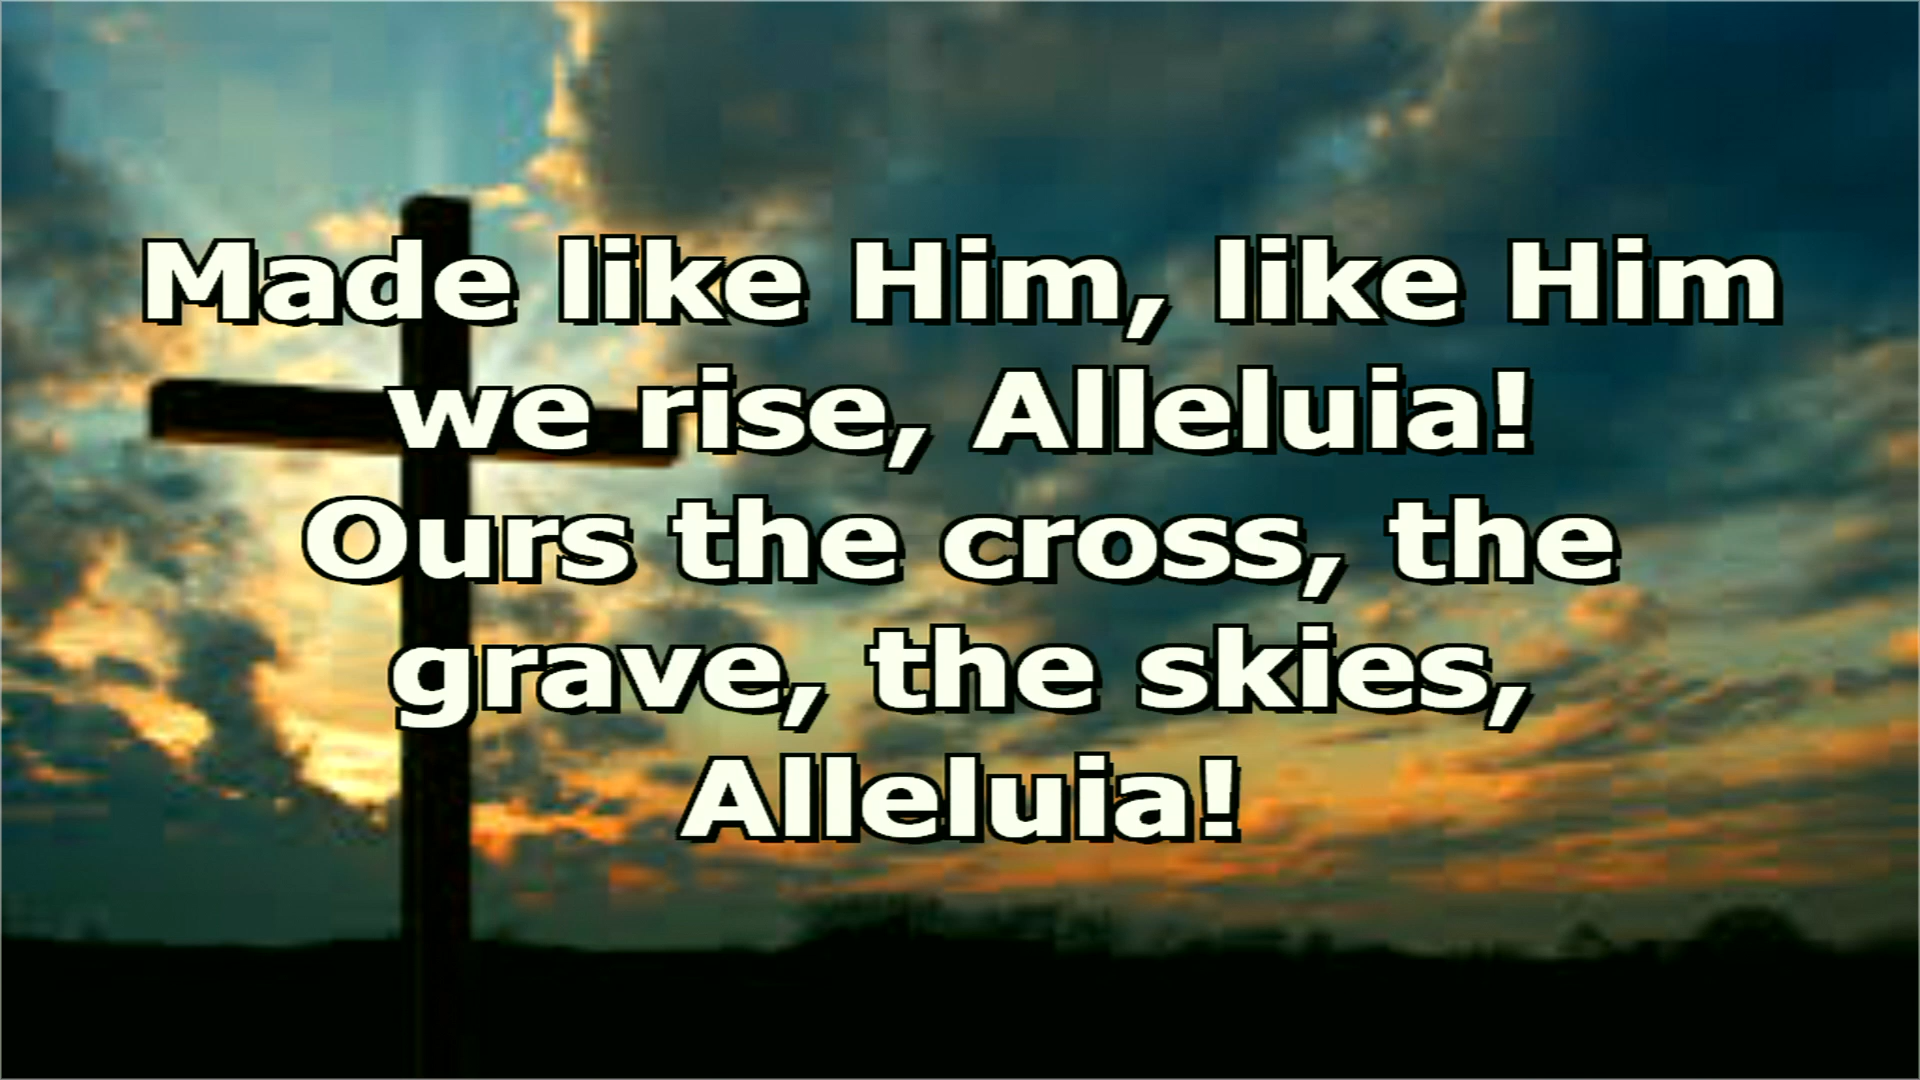 Made like Him, like Him
we rise, Alleluia!
Ours the cross, the
grave, the skies,
Alleluia!